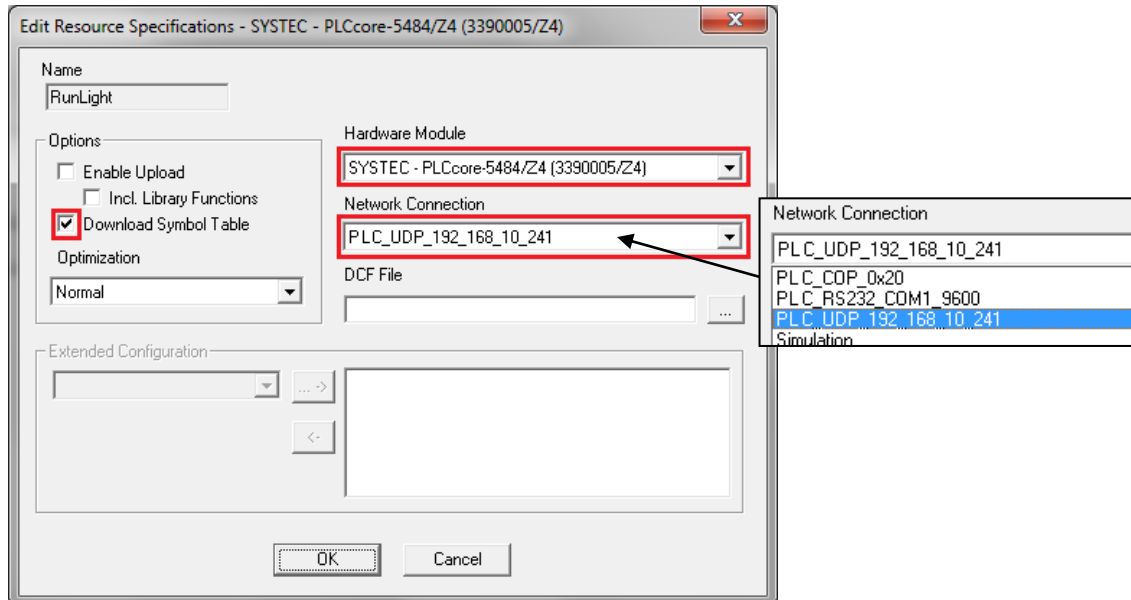 Edit Resource Specifications - SYSTEC - PLCcore-5484/Z4 (3390005/Z4)
Name
RunLight
Options
Enable Upload
Incl. Library Functions
Download Symbol Table
Optimization
Normal
Hardware Module
SYSTEC - PLCcore-5484/Z4 (3390005/Z4)
Network Connection
PLC_UDP_192_168_10_241
DCF File
...
Network Connection
PLC_UDP_192_168_10_241
PLC_COP_0x20
PLC_RS232_COM1_9600
PLC_UDP_192_168_10_241
Simulation
Extended Configuration
... ->
<-
OK
Cancel